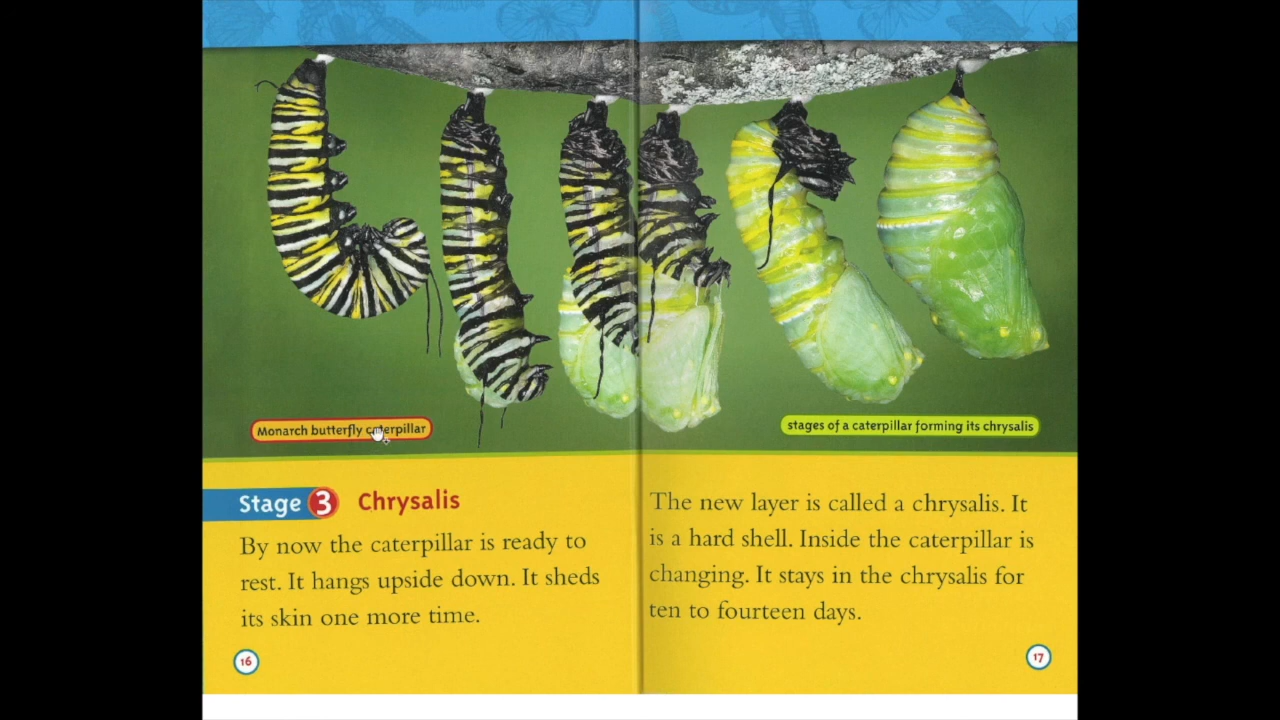 Monarch butterfly caterpillar
stages of a caterpillar forming its chrysalis
Stage 3 Chrysalis
By now the caterpillar is ready to
rest. It hangs upside down. It sheds
its skin one more time.
16
The new layer is called a chrysalis. It
is a hard shell. Inside the caterpillar is
changing. It stays in the chrysalis for
ten to fourteen days.
17